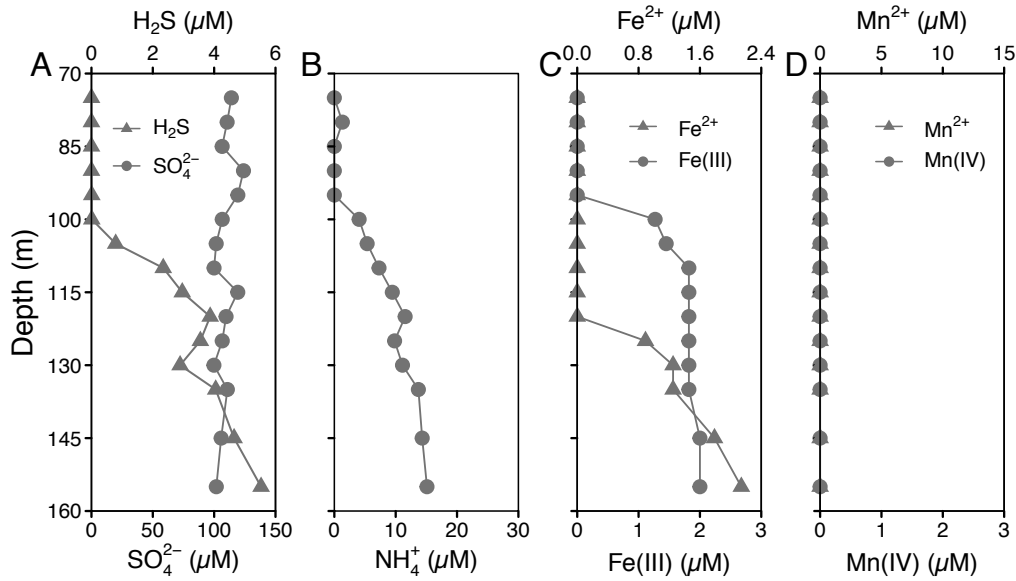 H₂S Fe²⁺ Mn²⁺
(μM) (μM) (μM)
0 2 4 6 0.0 0.8 1.6 2.4 0 5 10 15
A B C D
70
85
100
115
130
145
160
Depth (m)
H₂S
SO₄²⁻
Fe²⁺
Fe(III)
Mn²⁺
Mn(IV)
0 50 100 150 0 10 20 30 0 1 2 3 0 1 2 3
SO₄²⁻ (μM) NH₄⁺ (μM) Fe(III) (μM) Mn(IV) (μM)